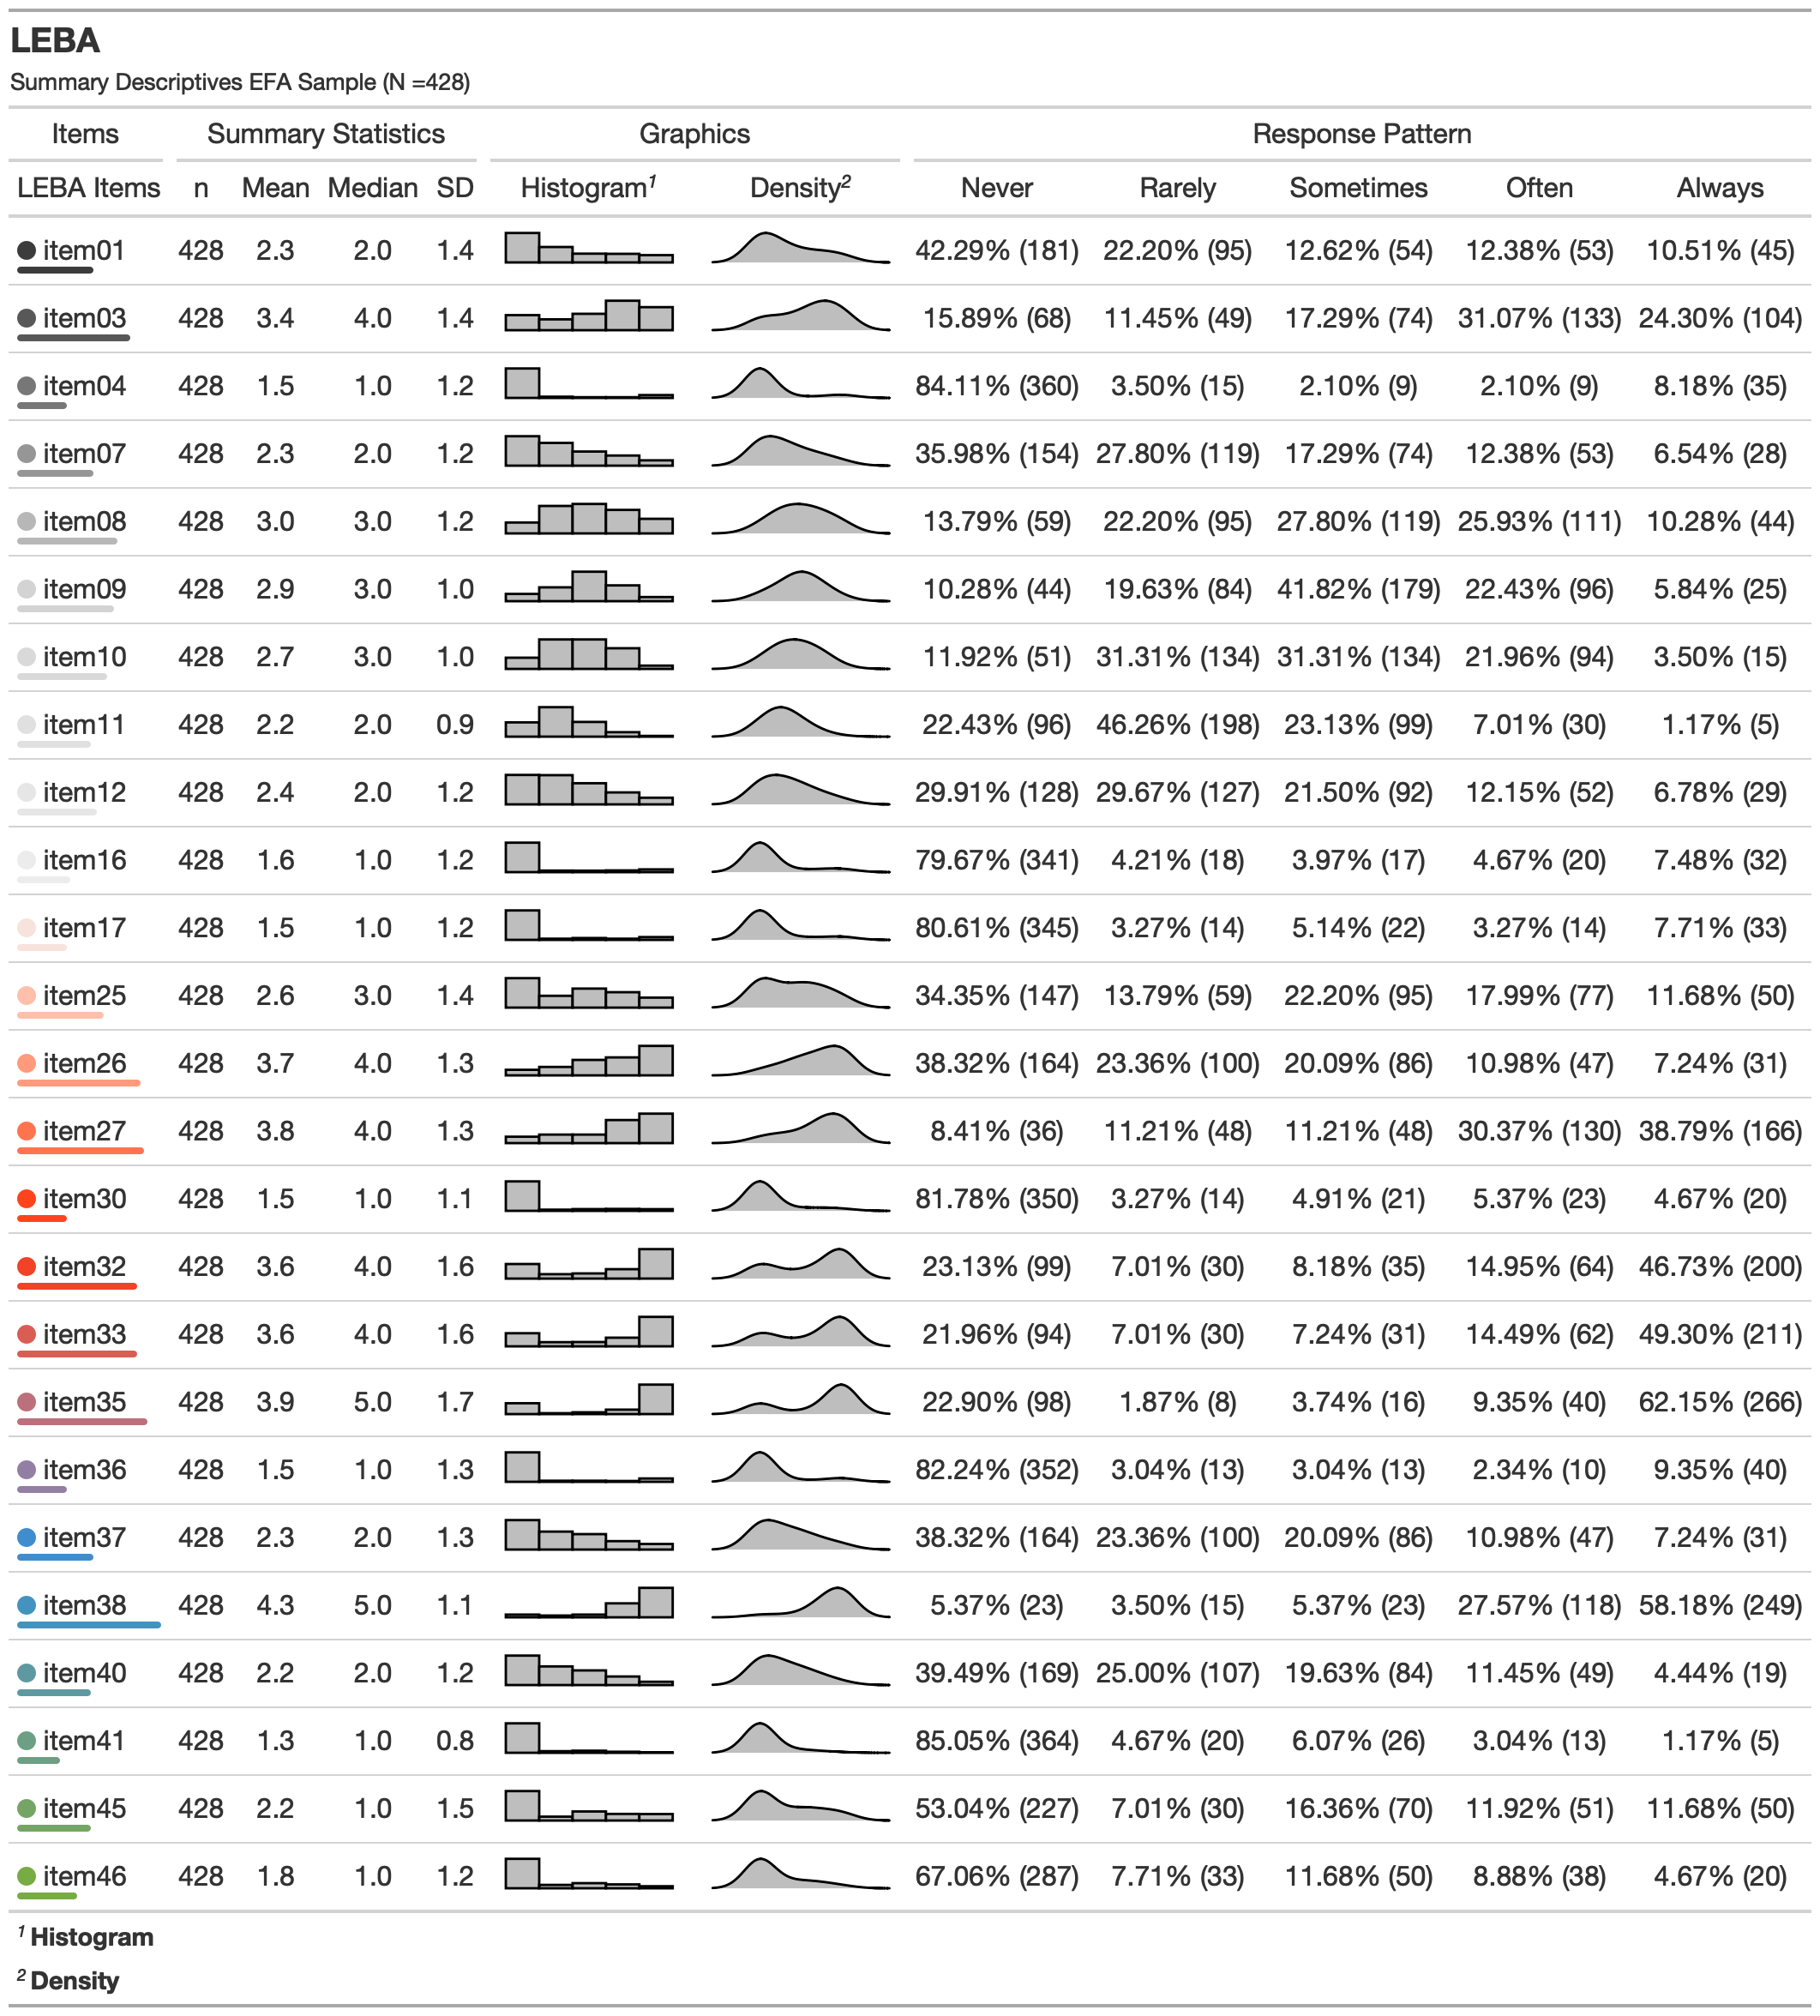 LEBA
Summary Descriptives EFA Sample (N =428)
Items Summary Statistics Graphics Response Pattern
LEBA Items n Mean Median SD Histogram1 Density2 Never Rarely Sometimes Often Always
item01 428 2.3 2.0 1.4 42.29% (181) 22.20% (95) 12.62% (54) 12.38% (53) 10.51% (45)
item03 428 3.4 4.0 1.4 15.89% (68) 11.45% (49) 17.29% (74) 31.07% (133) 24.30% (104)
item04 428 1.5 1.0 1.2 84.11% (360) 3.50% (15) 2.10% (9) 2.10% (9) 8.18% (35)
item07 428 2.3 2.0 1.2 35.98% (154) 27.80% (119) 17.29% (74) 12.38% (53) 6.54% (28)
item08 428 3.0 3.0 1.2 13.79% (59) 22.20% (95) 27.80% (119) 25.93% (111) 10.28% (44)
item09 428 2.9 3.0 1.0 10.28% (44) 19.63% (84) 41.82% (179) 22.43% (96) 5.84% (25)
item10 428 2.7 3.0 1.0 11.92% (51) 31.31% (134) 31.31% (134) 21.96% (94) 3.50% (15)
item11 428 2.2 2.0 0.9 22.43% (96) 46.26% (198) 23.13% (99) 7.01% (30) 1.17% (5)
item12 428 2.4 2.0 1.2 29.91% (128) 29.67% (127) 21.50% (92) 12.15% (52) 6.78% (29)
item16 428 1.6 1.0 1.2 79.67% (341) 4.21% (18) 3.97% (17) 4.67% (20) 7.48% (32)
item17 428 1.5 1.0 1.2 80.61% (345) 3.27% (14) 5.14% (22) 3.27% (14) 7.71% (33)
item25 428 2.6 3.0 1.4 34.35% (147) 13.79% (59) 22.20% (95) 17.99% (77) 11.68% (50)
item26 428 3.7 4.0 1.3 38.32% (164) 23.36% (100) 20.09% (86) 10.98% (47) 7.24% (31)
item27 428 3.8 4.0 1.3 8.41% (36) 11.21% (48) 11.21% (48) 30.37% (130) 38.79% (166)
item30 428 1.5 1.0 1.1 81.78% (350) 3.27% (14) 4.91% (21) 5.37% (23) 4.67% (20)
item32 428 3.6 4.0 1.6 23.13% (99) 7.01% (30) 8.18% (35) 14.95% (64) 46.73% (200)
item33 428 3.6 4.0 1.6 21.96% (94) 7.01% (30) 7.24% (31) 14.49% (62) 49.30% (211)
item35 428 3.9 5.0 1.7 22.90% (98) 1.87% (8) 3.74% (16) 9.35% (40) 62.15% (266)
item36 428 1.5 1.0 1.3 82.24% (352) 3.04% (13) 3.04% (13) 2.34% (10) 9.35% (40)
item37 428 2.3 2.0 1.3 38.32% (164) 23.36% (100) 20.09% (86) 10.98% (47) 7.24% (31)
item38 428 4.3 5.0 1.1 5.37% (23) 3.50% (15) 5.37% (23) 27.57% (118) 58.18% (249)
item40 428 2.2 2.0 1.2 39.49% (169) 25.00% (107) 19.63% (84) 11.45% (49) 4.44% (19)
item41 428 1.3 1.0 0.8 85.05% (364) 4.67% (20) 6.07% (26) 3.04% (13) 1.17% (5)
item45 428 2.2 1.0 1.5 53.04% (227) 7.01% (30) 16.36% (70) 11.92% (51) 11.68% (50)
item46 428 1.8 1.0 1.2 67.06% (287) 7.71% (33) 11.68% (50) 8.88% (38) 4.67% (20)
1 Histogram
2 Density